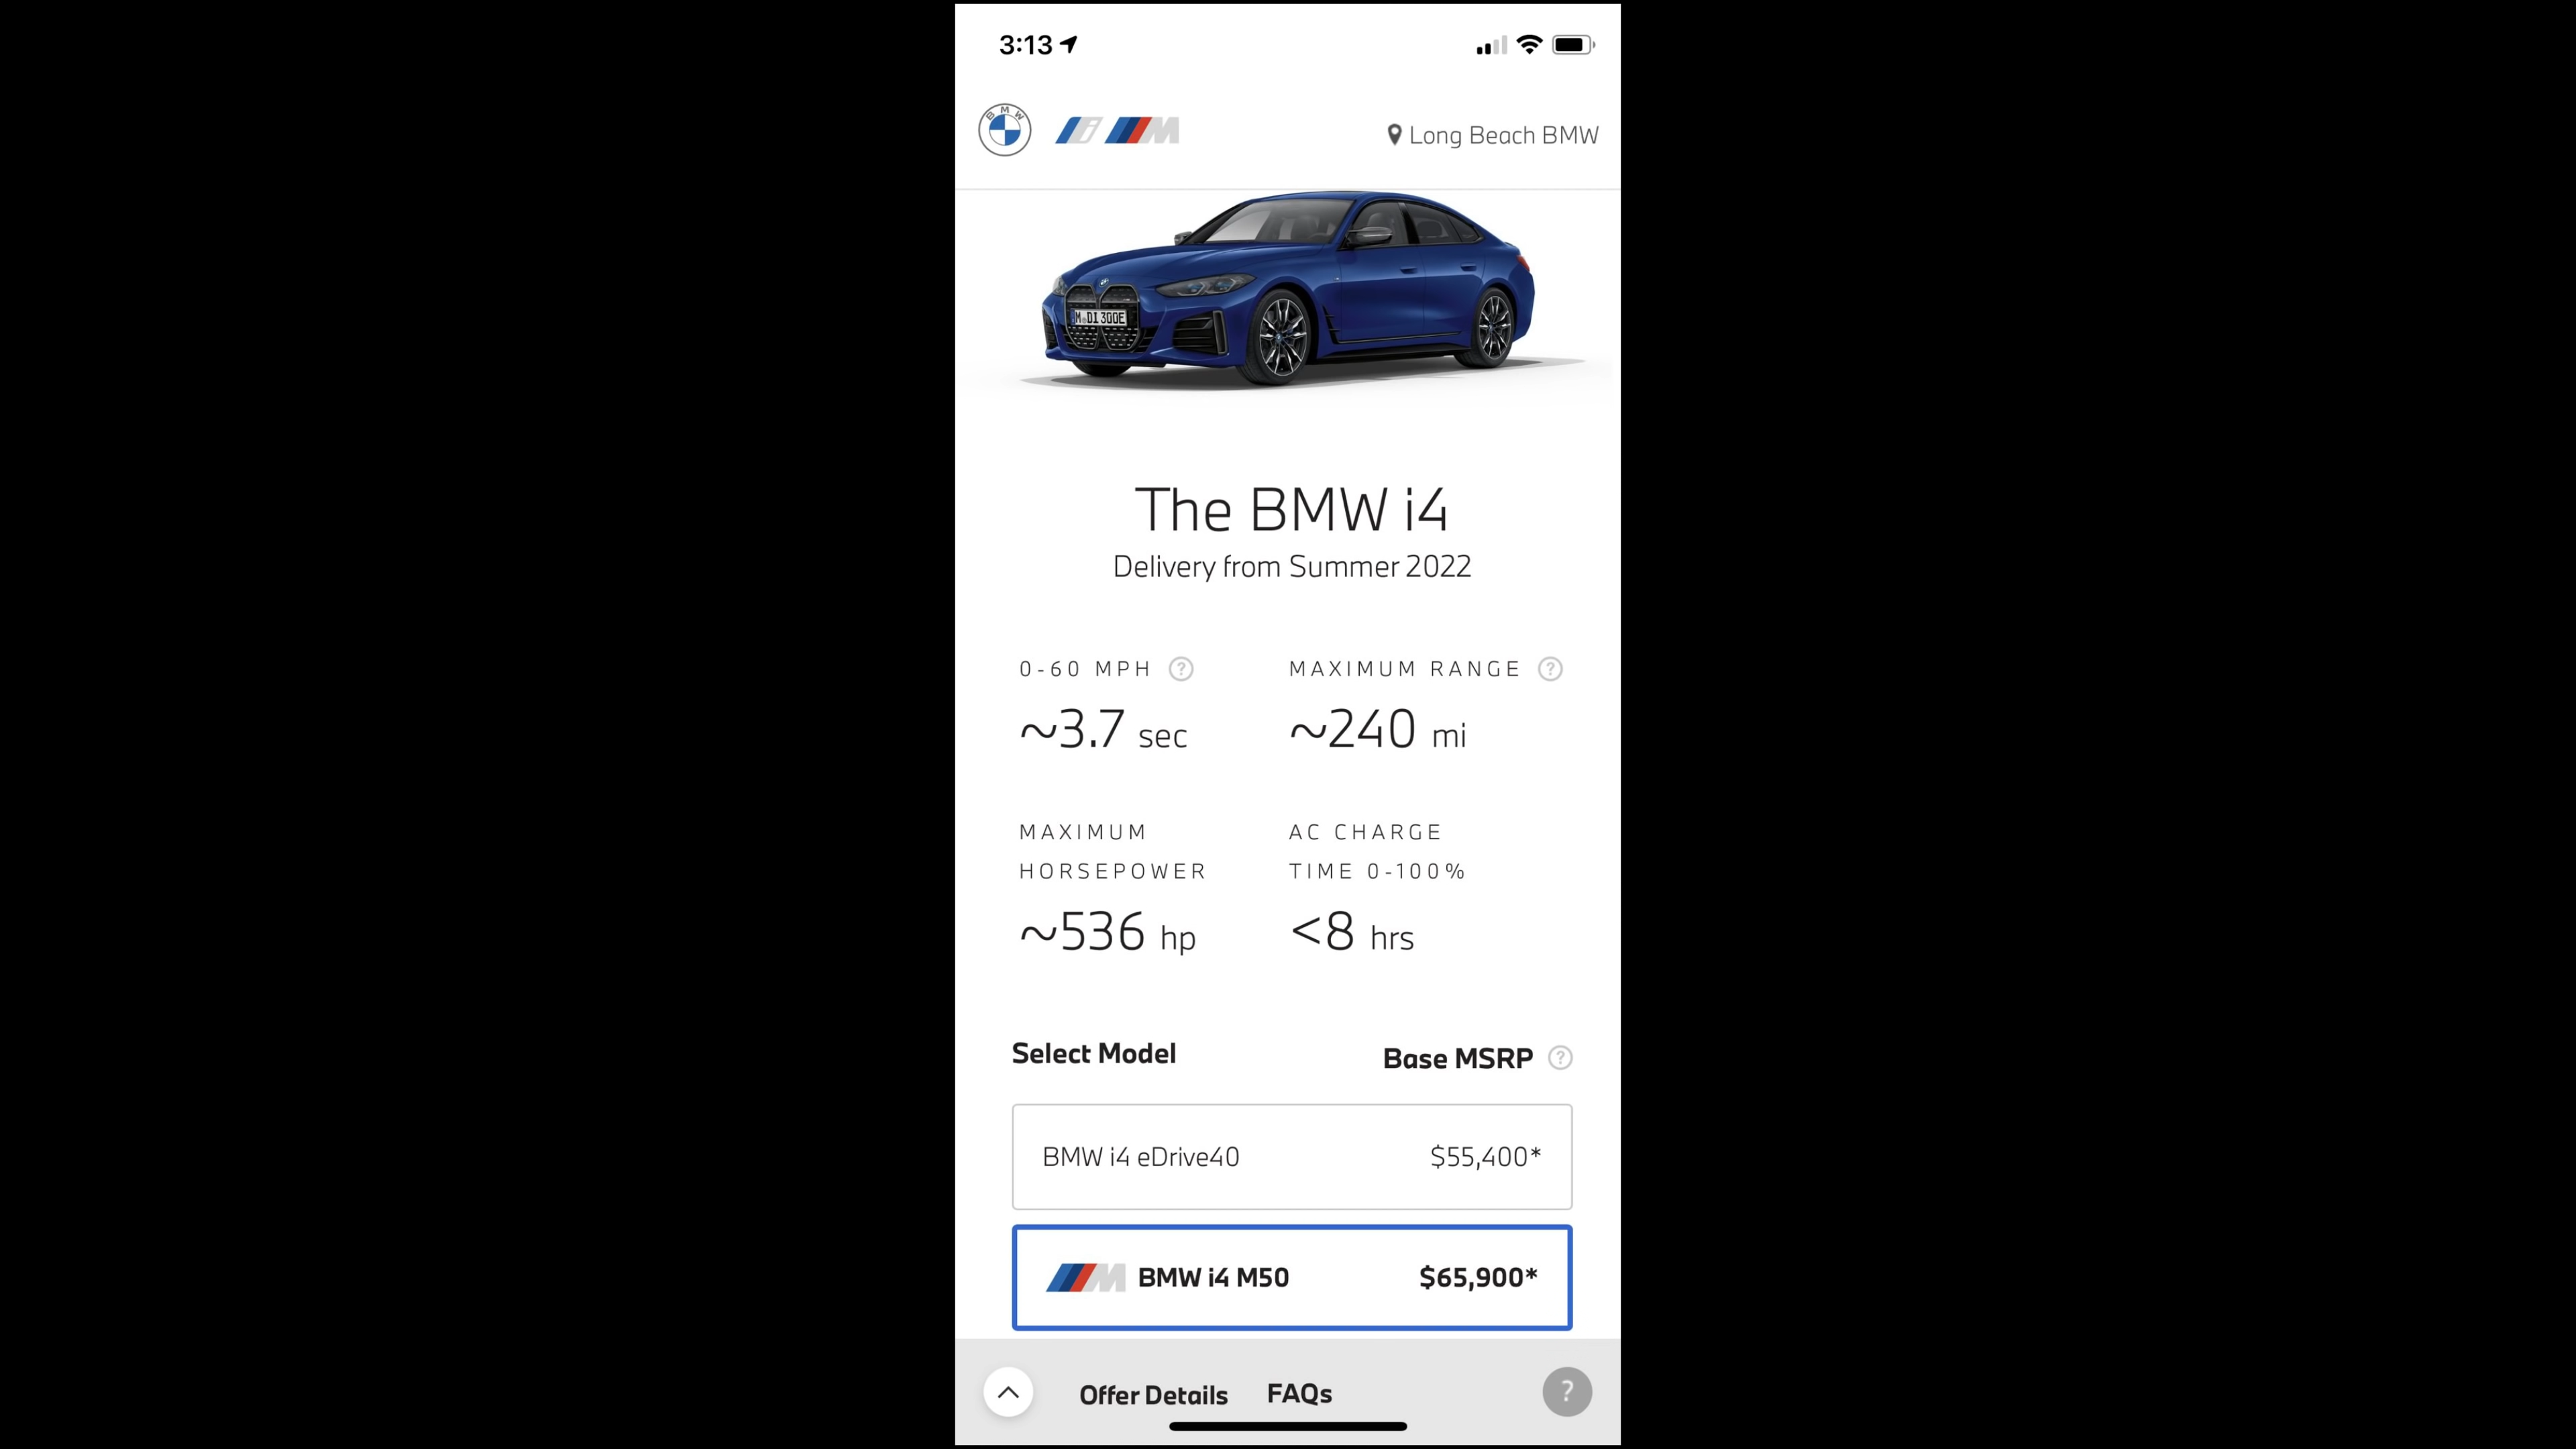 3:13
BMW i M
Long Beach BMW
M DI 300E
The BMW i4
Delivery from Summer 2022
0-60 MPH ?
MAXIMUM RANGE ?
~3.7 sec
~240 mi
MAXIMUM
HORSEPOWER
AC CHARGE
TIME 0-100%
~536 hp
<8 hrs
Select Model
Base MSRP ?
BMW i4 eDrive40
$55,400*
M BMW i4 M50
$65,900*
Offer Details
FAQs
?